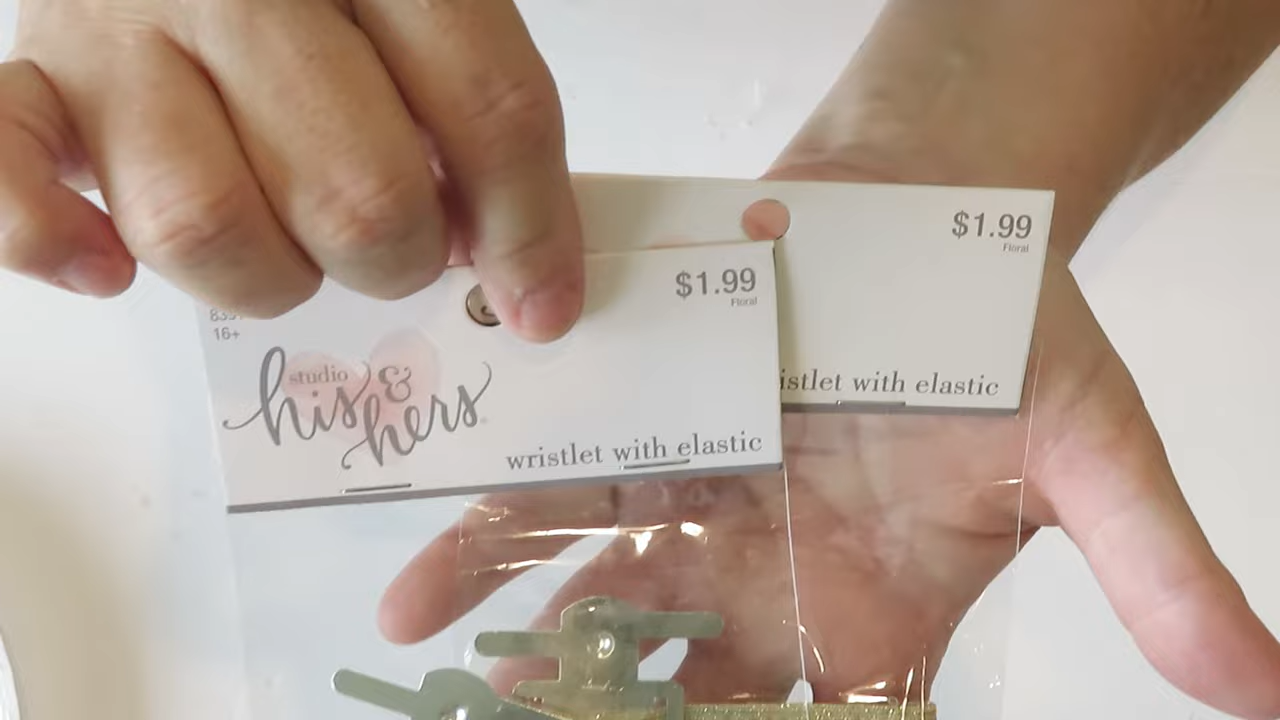 $1.99
Floral
istlet with elastic
$1.99
Floral
16+
studio
his &
hers
wristlet with elastic